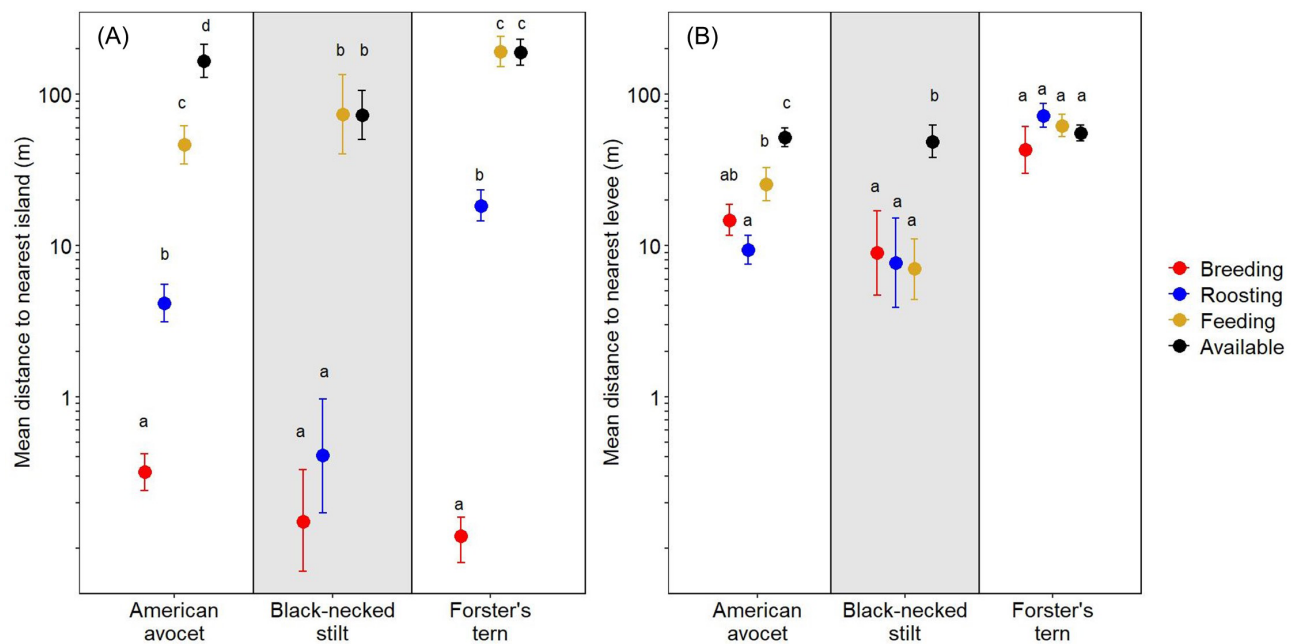 (A)
Mean distance to nearest island (m)
100
10
1
a
b
c
d
a
a
b
b
a
b
c
c
American
avocet
Black-necked
stilt
Forster's
tern
(B)
Mean distance to nearest levee (m)
100
10
1
ab
a
b
c
a
a
a
b
a
a
a
a
American
avocet
Black-necked
stilt
Forster's
tern
Breeding
Roosting
Feeding
Available